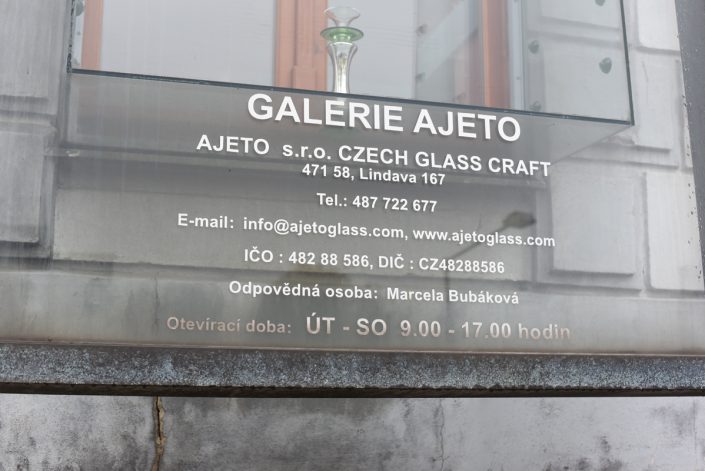 GALERIE AJETO
AJETO s.r.o. CZECH GLASS CRAFT
471 58, Lindava 167
Tel.: 487 722 677
E-mail: info@ajetoglass.com, www.ajetoglass.com
IČO : 482 88 586, DIČ : CZ48288586
Odpovědná osoba: Marcela Bubáková
Otevírací doba: ÚT - SO 9.00 - 17.00 hodin